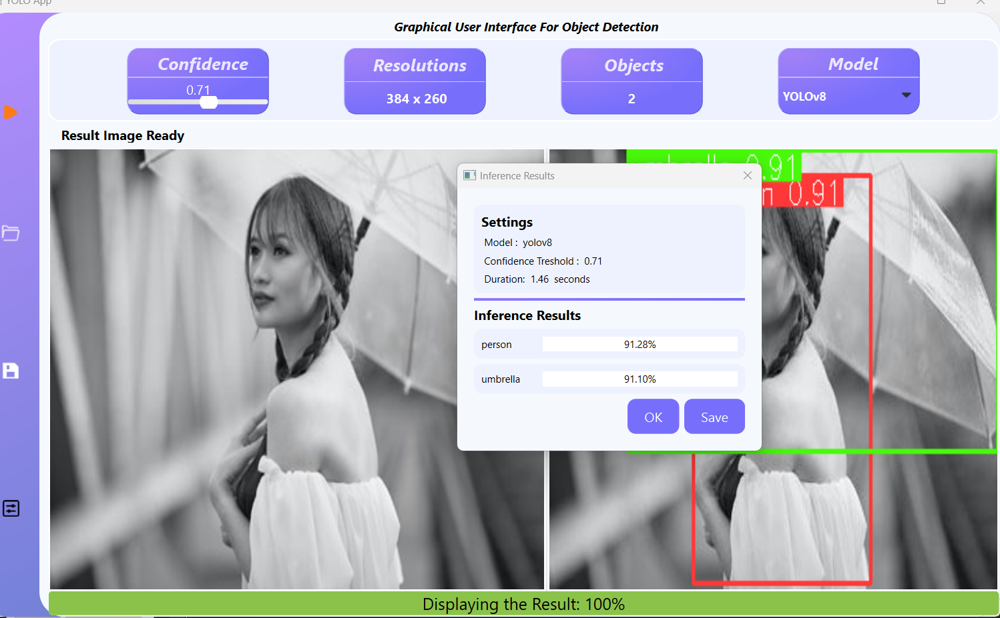 YOLO App
Graphical User Interface For Object Detection
Confidence
0.71
Resolutions
384 x 260
Objects
2
Model
YOLOv8
Result Image Ready
0.91
n 0.91
Inference Results
Settings
Model : yolov8
Confidence Treshold : 0.71
Duration: 1.46 seconds
Inference Results
person 91.28%
umbrella 91.10%
OK Save
Displaying the Result: 100%